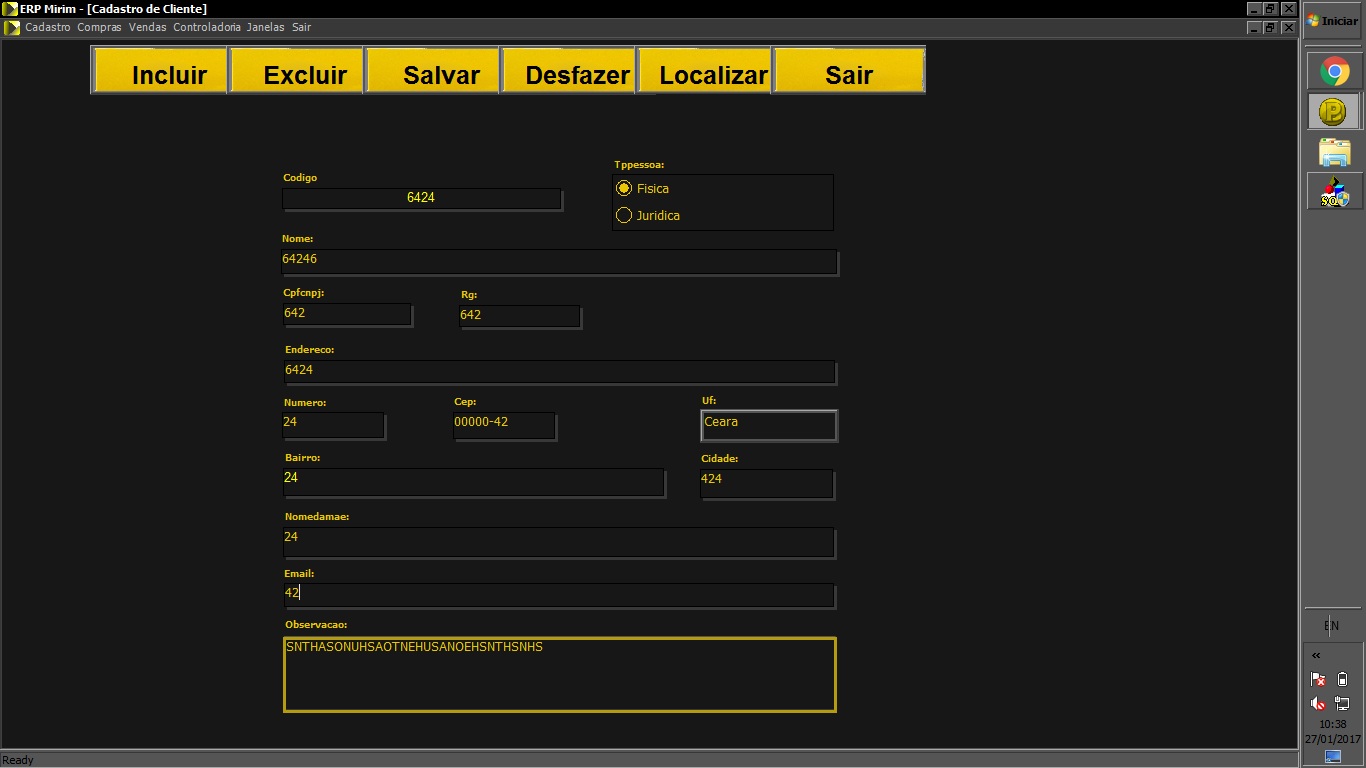 ERP Mirim - [Cadastro de Cliente]
Cadastro Compras Vendas Controladoria Janelas Sair
Iniciar
Incluir Excluir Salvar Desfazer Localizar Sair
Tppessoa:
Codigo
6424
Fisica
Juridica
Nome:
64246
Cpfcnpj: Rg:
642 642
Endereco:
6424
Numero: Cep: Uf:
24 00000-42 Ceara
Bairro: Cidade:
24 424
Nomedamae:
24
Email:
42
Observacao:
SNTHASONUHSAOTNEHUSANOEHSNTHSNHS
EN
«
10:38
27/01/2017
Ready